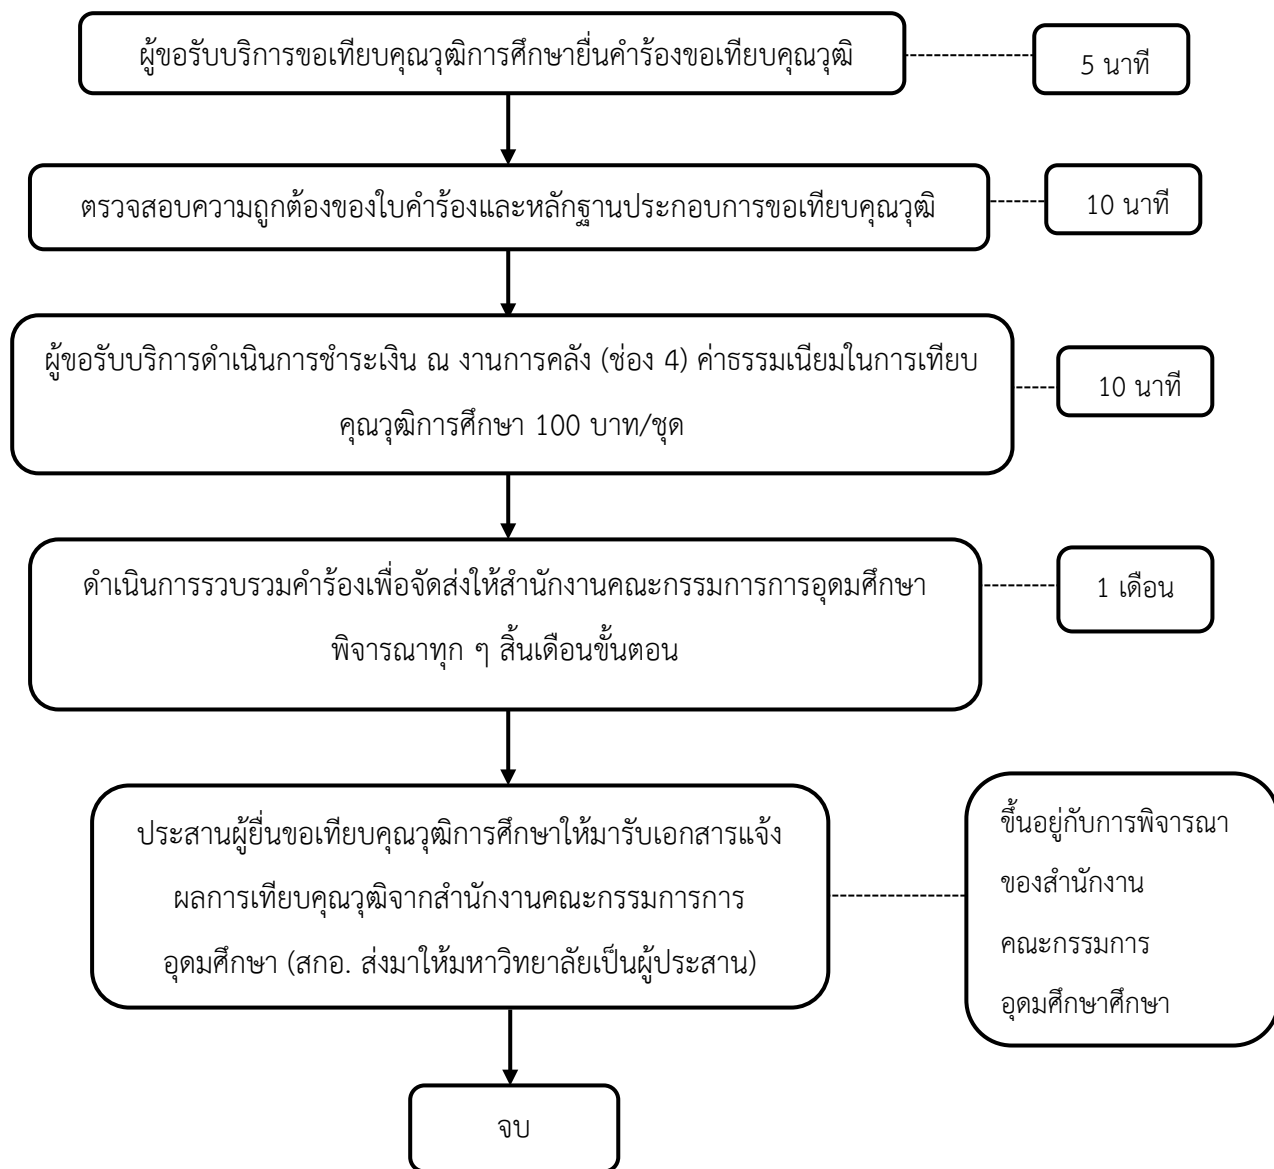 ผู้ขอรับบริการขอเทียบคุณวุฒิการศึกษายื่นคำร้องขอเทียบคุณวุฒิ
5 นาที
ตรวจสอบความถูกต้องของใบคำร้องและหลักฐานประกอบการขอเทียบคุณวุฒิ
10 นาที
ผู้ขอรับบริการดำเนินการชำระเงิน ณ งานการคลัง (ช่อง 4) ค่าธรรมเนียมในการเทียบ
คุณวุฒิการศึกษา 100 บาท/ชุด
10 นาที
ดำเนินการรวบรวมคำร้องเพื่อจัดส่งให้สำนักงานคณะกรรมการการอุดมศึกษา
พิจารณาทุก ๆ สิ้นเดือนขั้นตอน
1 เดือน
ประสานผู้ยื่นขอเทียบคุณวุฒิการศึกษาให้มารับเอกสารแจ้ง
ผลการเทียบคุณวุฒิจากสำนักงานคณะกรรมการการ
อุดมศึกษา (สกอ. ส่งมาให้มหาวิทยาลัยเป็นผู้ประสาน)
ขึ้นอยู่กับการพิจารณา
ของสำนักงาน
คณะกรรมการ
อุดมศึกษาศึกษา
จบ